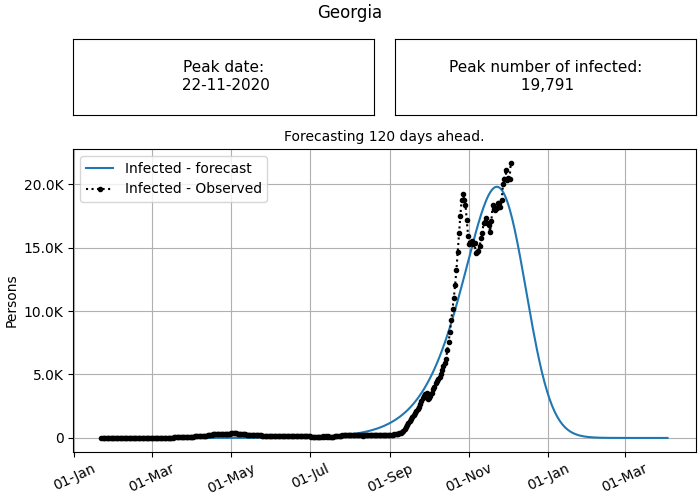 Georgia
Peak date:
22-11-2020
Peak number of infected:
19,791
Forecasting 120 days ahead.
Infected - forecast
Infected - Observed
20.0K
15.0K
10.0K
5.0K
0
Persons
01-Jan
01-Mar
01-May
01-Jul
01-Sep
01-Nov
01-Jan
01-Mar